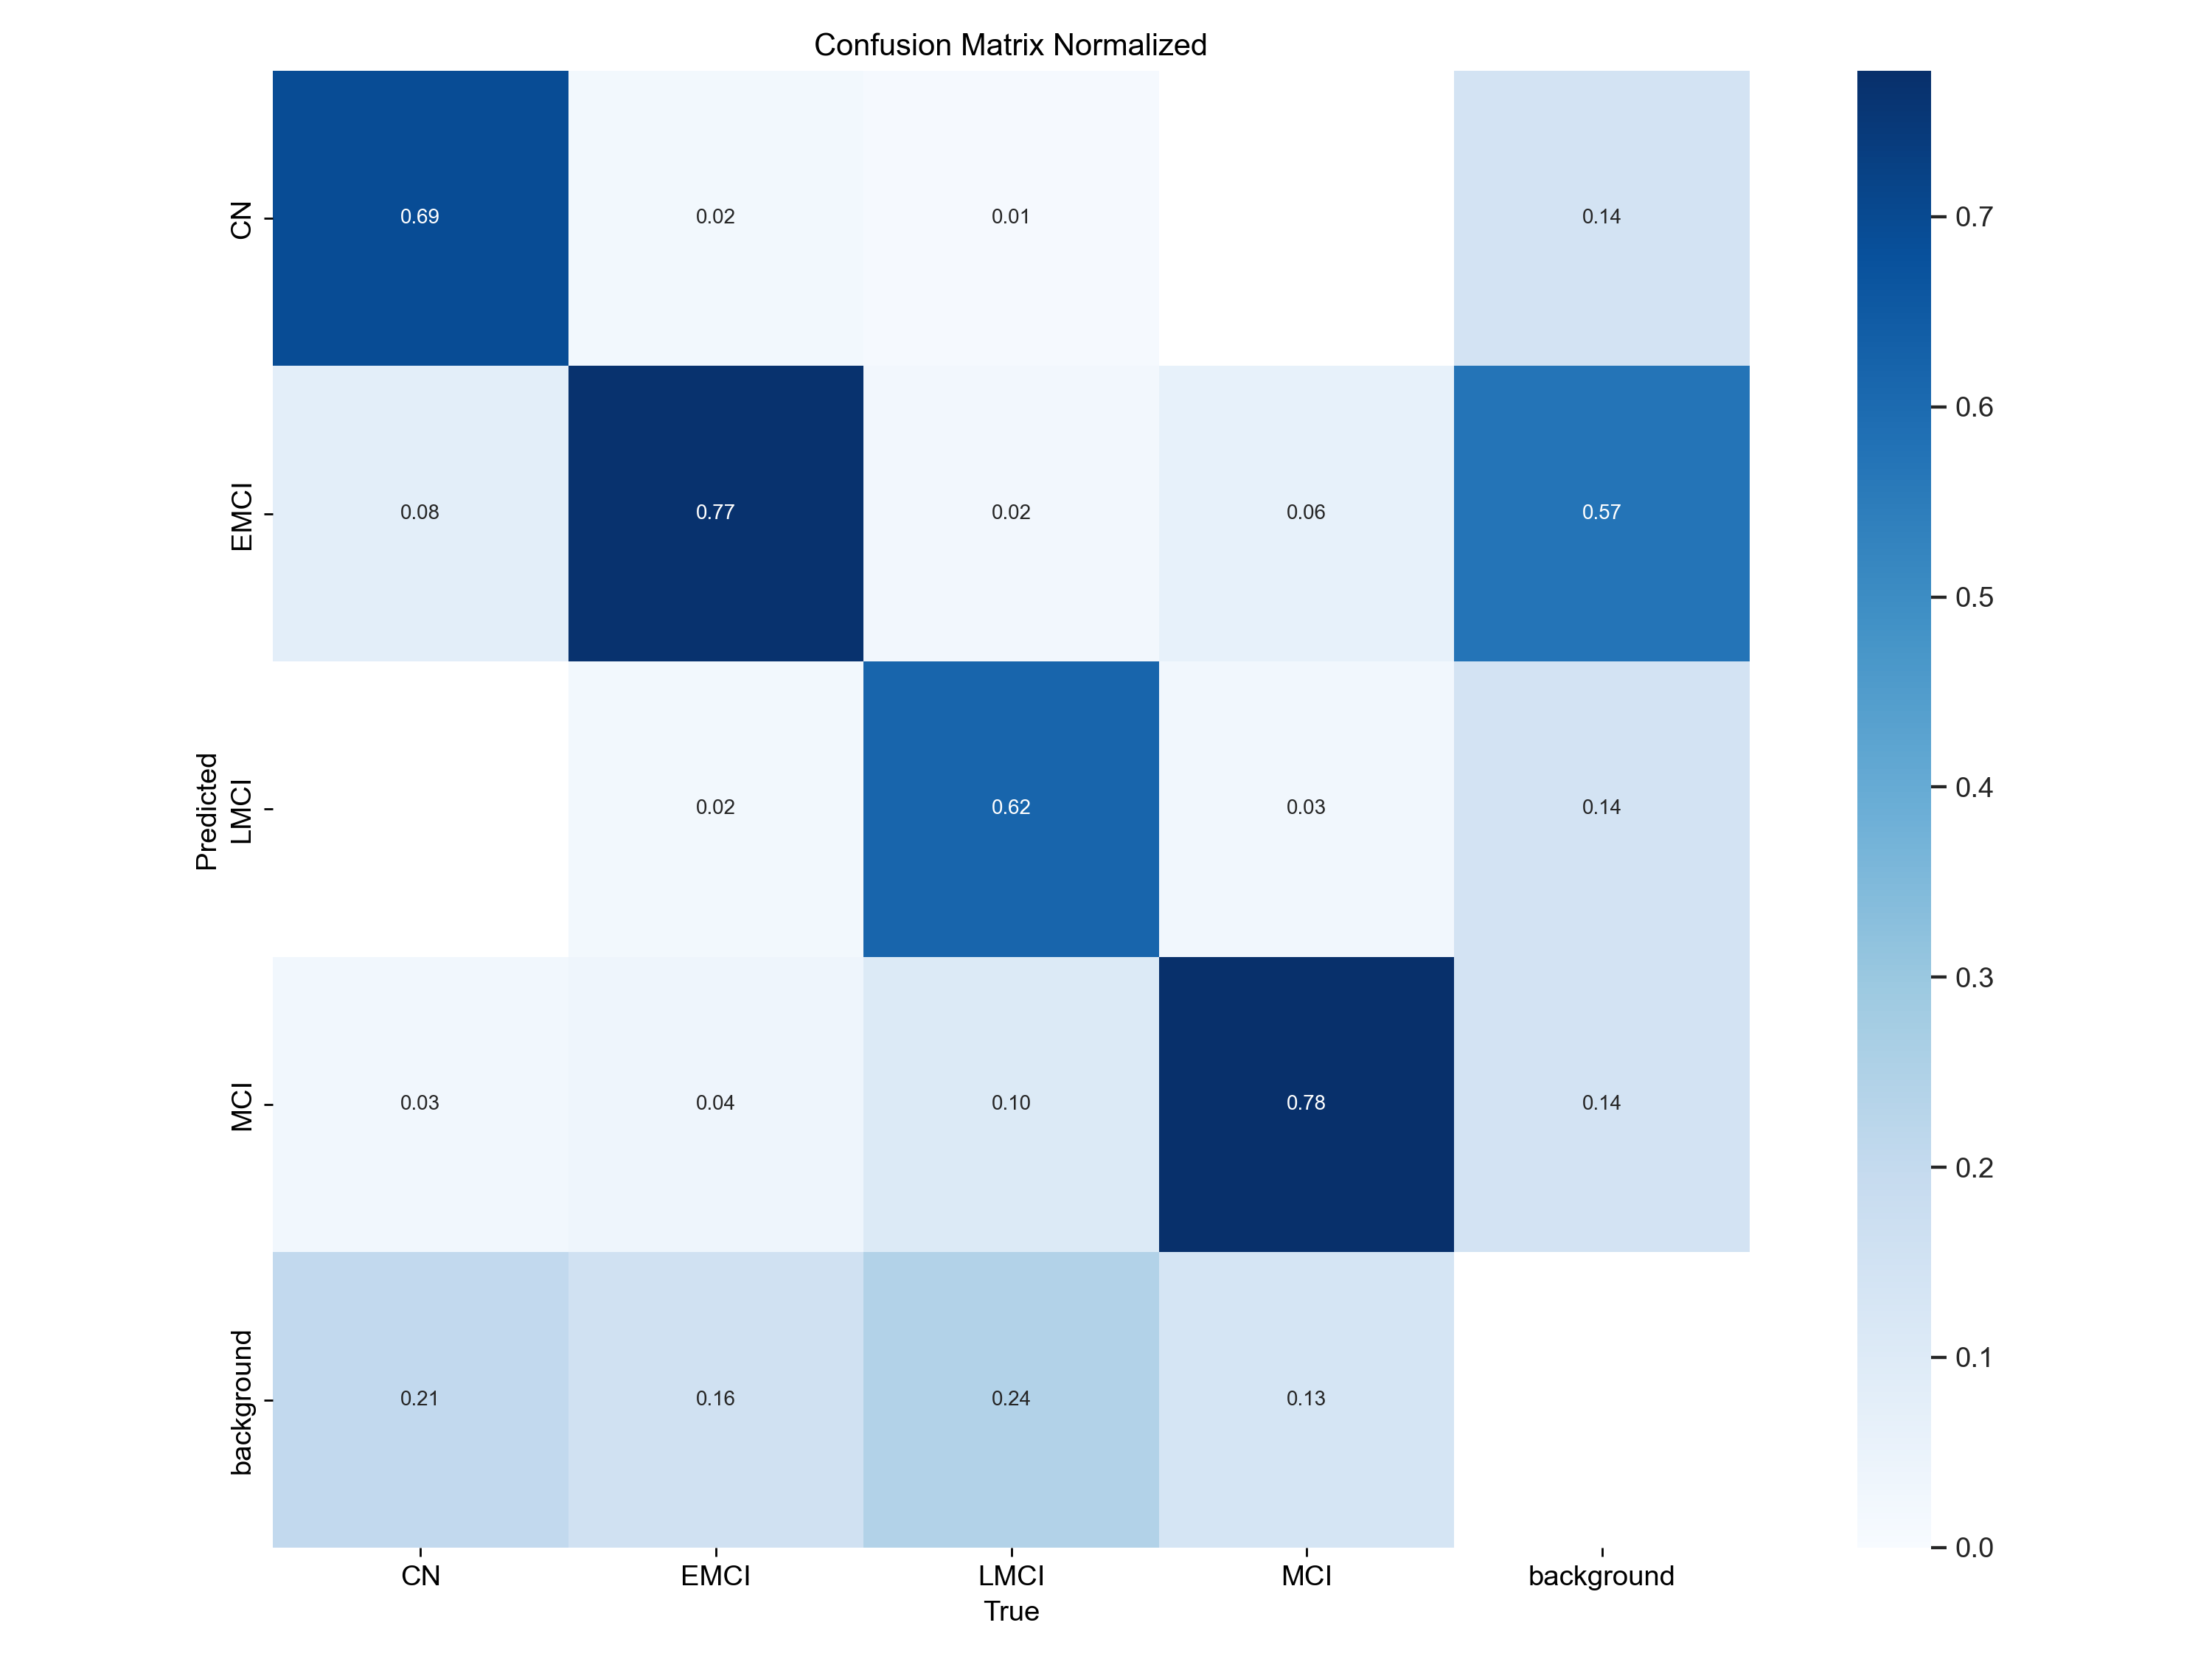 Confusion Matrix Normalized
CN
0.69
0.02
0.01
0.14
EMCI
0.08
0.77
0.02
0.06
0.57
Predicted
LMCI
0.02
0.62
0.03
0.14
MCI
0.03
0.04
0.10
0.78
0.14
background
0.21
0.16
0.24
0.13
CN
EMCI
LMCI
MCI
background
True
0.7
0.6
0.5
0.4
0.3
0.2
0.1
0.0